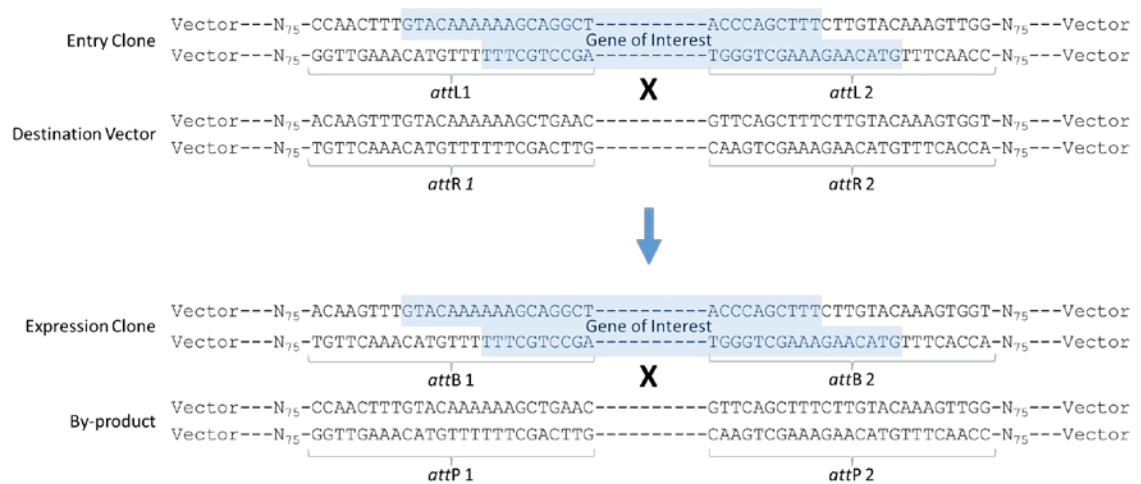 Vector---N75-CCAACTTTGTACAAAAAAGCAGGCT----------ACCCAGCTTTCTTGTACAAAGTTGG-N75---Vector
Entry Clone
Gene of Interest
Vector---N75-GGTTGAAACATGTTTTTTCGTCCGA----------TGGGTCGAAAGAACATGTTTCAACC-N75---Vector
attL1 X attL 2
Vector---N75-ACAAGTTTGTACAAAAAAGCTGAAC----------GTTCAGCTTTCTTGTACAAAGTGGT-N75---Vector
Destination Vector
Vector---N75-TGTTCAAACATGTTTTTTCGACTTG----------CAAGTCGAAAGAACATGTTTCACCA-N75---Vector
attR 1 attR 2
Vector---N75-ACAAGTTTGTACAAAAAAGCAGGCT----------ACCCAGCTTTCTTGTACAAAGTGGT-N75---Vector
Expression Clone
Gene of Interest
Vector---N75-TGTTCAAACATGTTTTTTCGTCCGA----------TGGGTCGAAAGAACATGTTTCACCA-N75---Vector
attB 1 X attB 2
Vector---N75-CCAACTTTGTACAAAAAAGCTGAAC----------GTTCAGCTTTCTTGTACAAAGTTGG-N75---Vector
By-product
Vector---N75-GGTTGAAACATGTTTTTTCGACTTG----------CAAGTCGAAAGAACATGTTTCAACC-N75---Vector
attP 1 attP 2